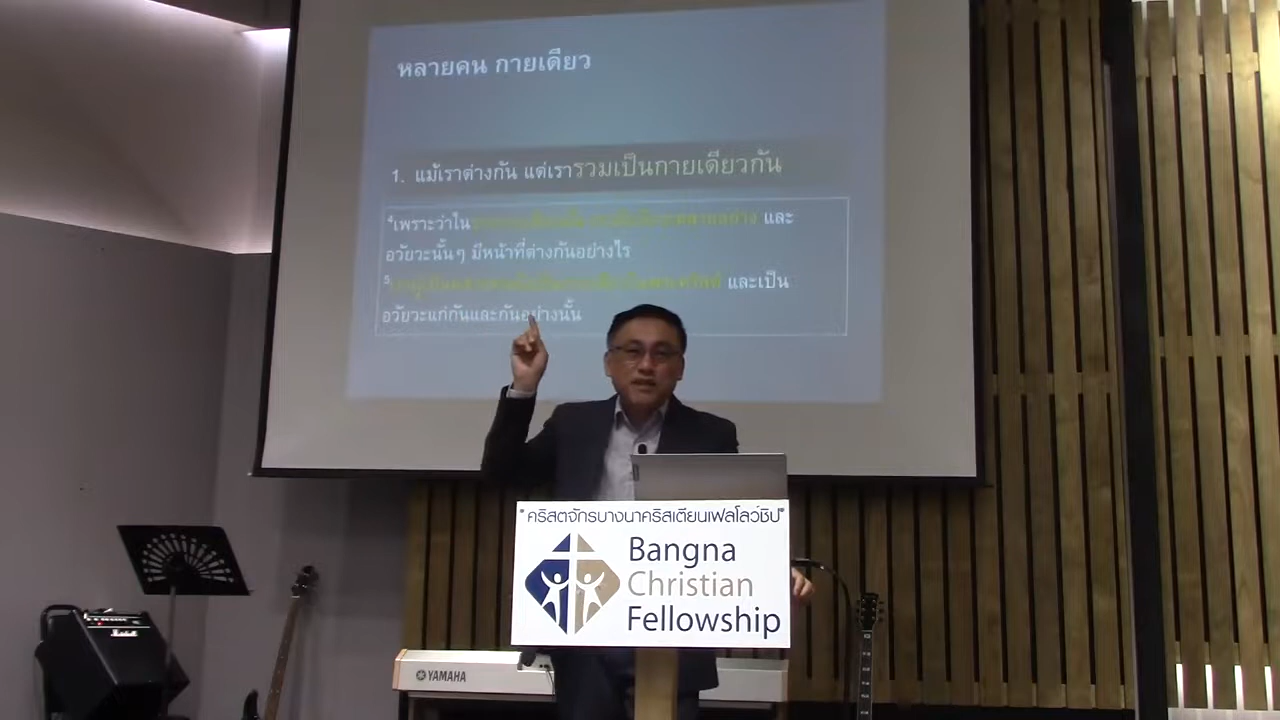 หลายคน กายเดียว
1. แม้เราต่างกัน แต่เรารวมเป็นกายเดียวกัน
4เพราะว่าใน และ
อวัยวะนั้นๆ มีหน้าที่ต่างกันอย่างไร
5 และเป็น
อวัยวะแก่กันและกันอย่างนั้น
คริสตจักรบางนาคริสเตียนเฟลโลว์ชิป
Bangna
Christian
Fellowship
YAMAHA
Marshall